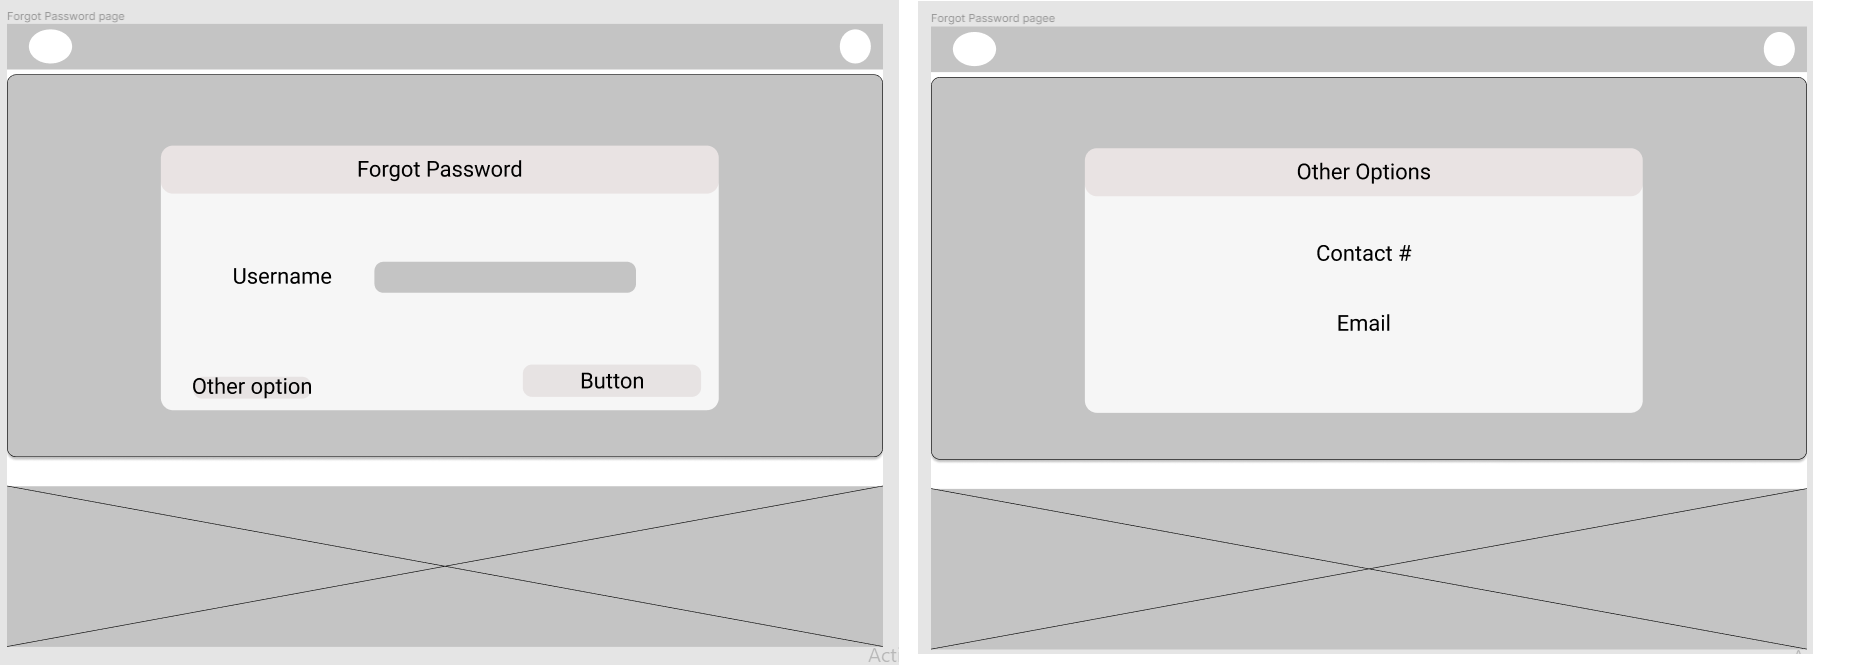 Forgot Password page
Forgot Password
Username
Other option
Button
Act
Forgot Password pagee
Other Options
Contact #
Email